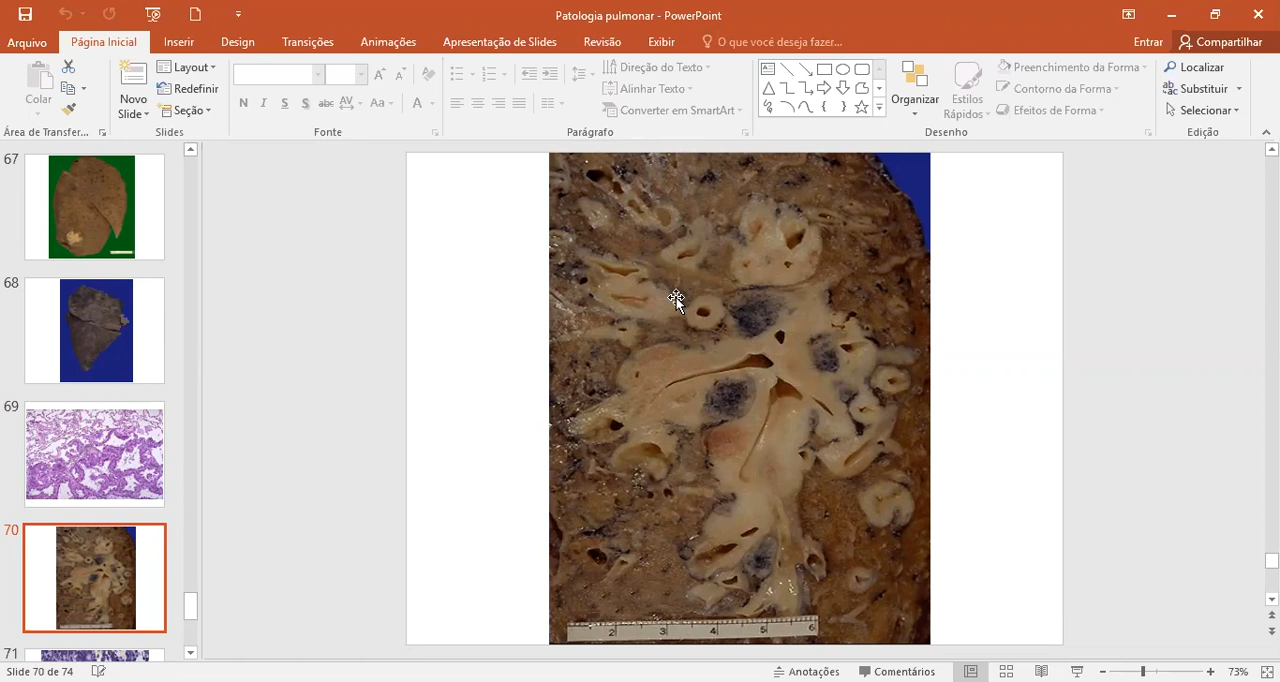 Patologia pulmonar - PowerPoint
Arquivo
Página Inicial
Inserir
Design
Transições
Animações
Apresentação de Slides
Revisão
Exibir
O que você deseja fazer...
Entrar
Compartilhar
Colar
Área de Transfer...
Novo
Slide
Layout
Redefinir
Seção
Slides
N I S S abc AV Aa A
Fonte
Direção do Texto
Alinhar Texto
Converter em SmartArt
Parágrafo
Organizar
Estilos
Rápidos
Preenchimento da Forma
Contorno da Forma
Efeitos de Forma
Desenho
Localizar
Substituir
Selecionar
Edição
67
68
69
70
71
2 3 4 5 6
Slide 70 de 74
Anotações
Comentários
73%